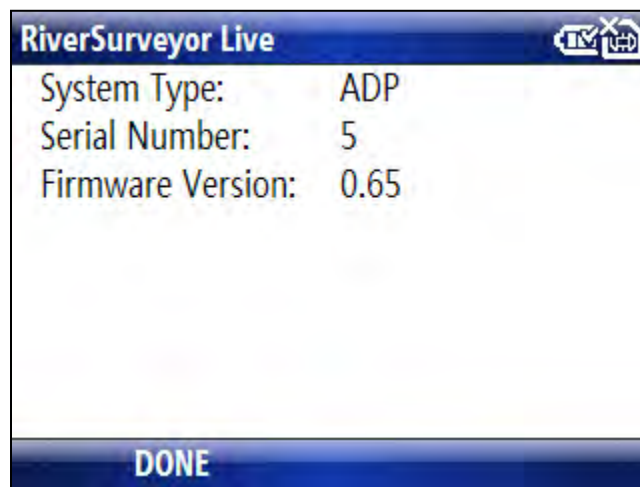 RiverSurveyor Live
System Type: ADP
Serial Number: 5
Firmware Version: 0.65
DONE